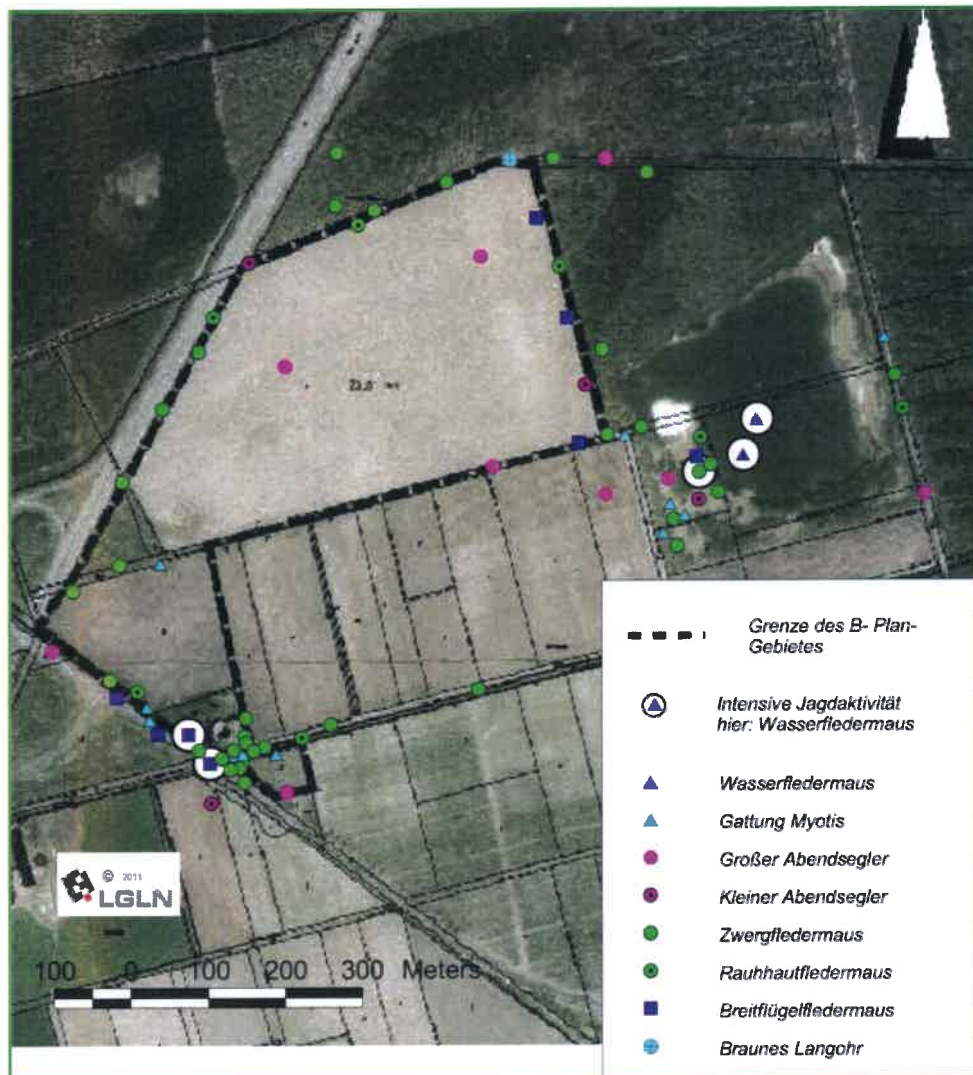 Grenze des B- Plan-
Gebietes
Intensive Jagdaktivität
hier: Wasserfledermaus
Wasserfledermaus
Gattung Myotis
Großer Abendsegler
Kleiner Abendsegler
Zwergfledermaus
Rauhhautfledermaus
Breitflügelfledermaus
Braunes Langohr
© 2011
LGLN
100 0 100 200 300 Meters